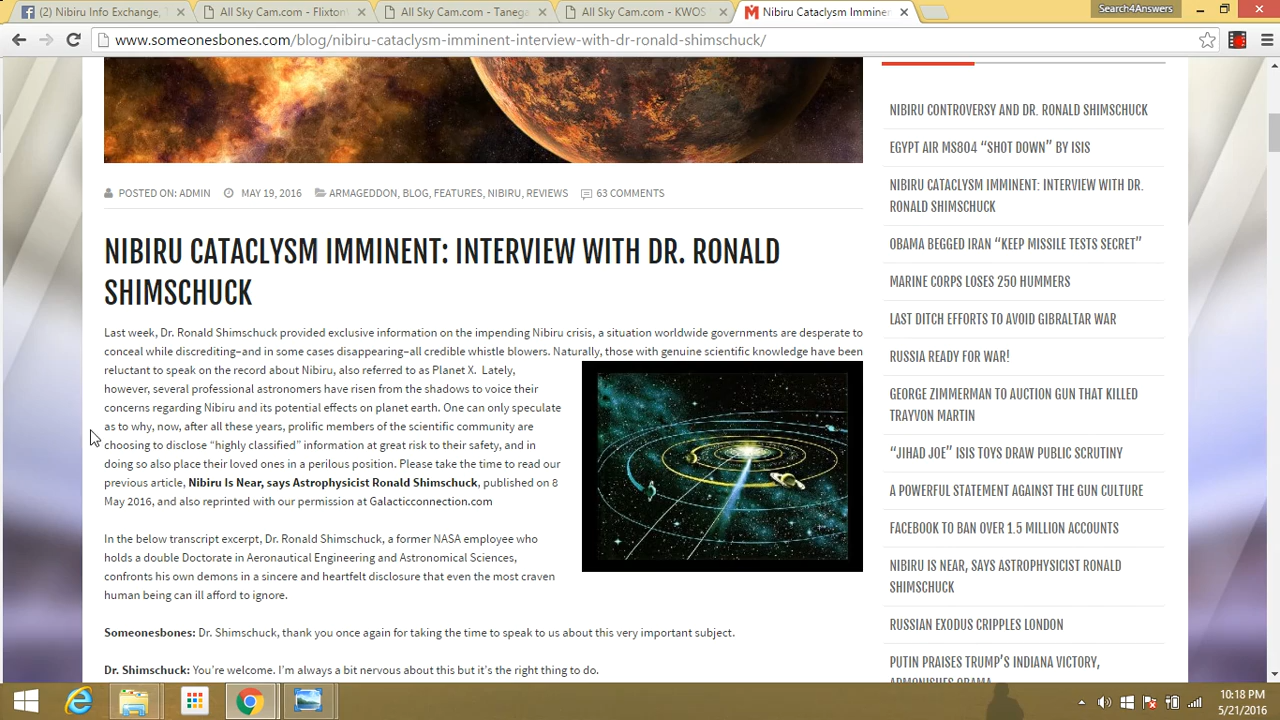 (2) Nibiru Info Exchange, T
All Sky Cam.com - Flixton
All Sky Cam.com - Tanega
All Sky Cam.com - KWOS
Nibiru Cataclysm Imminen
Search4Answers
www.someonesbones.com/blog/nibiru-cataclysm-imminent-interview-with-dr-ronald-shimschuck/
POSTED ON: ADMIN MAY 19, 2016 ARMAGEDDON, BLOG, FEATURES, NIBIRU, REVIEWS 63 COMMENTS
NIBIRU CATACLYSM IMMINENT: INTERVIEW WITH DR. RONALD
SHIMSCHUCK
Last week, Dr. Ronald Shimschuck provided exclusive information on the impending Nibiru crisis, a situation worldwide governments are desperate to
conceal while discrediting–and in some cases disappearing–all credible whistle blowers. Naturally, those with genuine scientific knowledge have been
reluctant to speak on the record about Nibiru, also referred to as Planet X. Lately,
however, several professional astronomers have risen from the shadows to voice their
concerns regarding Nibiru and its potential effects on planet earth. One can only speculate
as to why, now, after all these years, prolific members of the scientific community are
choosing to disclose “highly classified” information at great risk to their safety, and in
doing so also place their loved ones in a perilous position. Please take the time to read our
previous article, Nibiru Is Near, says Astrophysicist Ronald Shimschuck, published on 8
May 2016, and also reprinted with our permission at Galacticconnection.com
In the below transcript excerpt, Dr. Ronald Shimschuck, a former NASA employee who
holds a double Doctorate in Aeronautical Engineering and Astronomical Sciences,
confronts his own demons in a sincere and heartfelt disclosure that even the most craven
human being can ill afford to ignore.
Someonesbones: Dr. Shimschuck, thank you once again for taking the time to speak to us about this very important subject.
Dr. Shimschuck: You’re welcome. I’m always a bit nervous about this but it’s the right thing to do.
NIBIRU CONTROVERSY AND DR. RONALD SHIMSCHUCK
EGYPT AIR MS804 “SHOT DOWN” BY ISIS
NIBIRU CATACLYSM IMMINENT: INTERVIEW WITH DR.
RONALD SHIMSCHUCK
OBAMA BEGGED IRAN “KEEP MISSILE TESTS SECRET”
MARINE CORPS LOSES 250 HUMMERS
LAST DITCH EFFORTS TO AVOID GIBRALTAR WAR
RUSSIA READY FOR WAR!
GEORGE ZIMMERMAN TO AUCTION GUN THAT KILLED
TRAYVON MARTIN
“JIHAD JOE” ISIS TOYS DRAW PUBLIC SCRUTINY
A POWERFUL STATEMENT AGAINST THE GUN CULTURE
FACEBOOK TO BAN OVER 1.5 MILLION ACCOUNTS
NIBIRU IS NEAR, SAYS ASTROPHYSICIST RONALD
SHIMSCHUCK
RUSSIAN EXODUS CRIPPLES LONDON
PUTIN PRAISES TRUMP’S INDIANA VICTORY,
ADMONISHES OBAMA
10:18 PM
5/21/2016